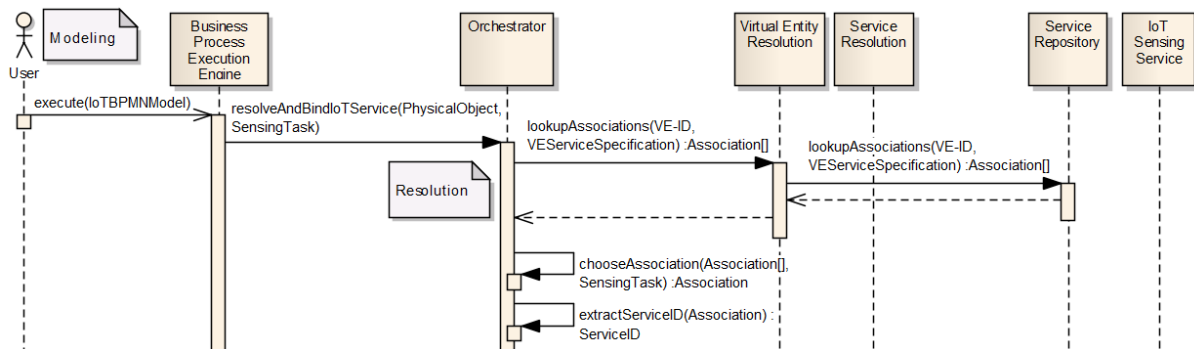 Modeling
User
Business
Process
Execution
Engine
Orchestrator
Virtual Entity
Resolution
Service
Resolution
Service
Repository
IoT
Sensing
Service
execute(IoTBPMNModel)
resolveAndBindIoTService(PhysicalObject,
SensingTask)
lookupAssociations(VE-ID,
VEServiceSpecification) :Association[]
lookupAssociations(VE-ID,
VEServiceSpecification) :Association[]
Resolution
chooseAssociation(Association[],
SensingTask) :Association
extractServiceID(Association) :
ServiceID